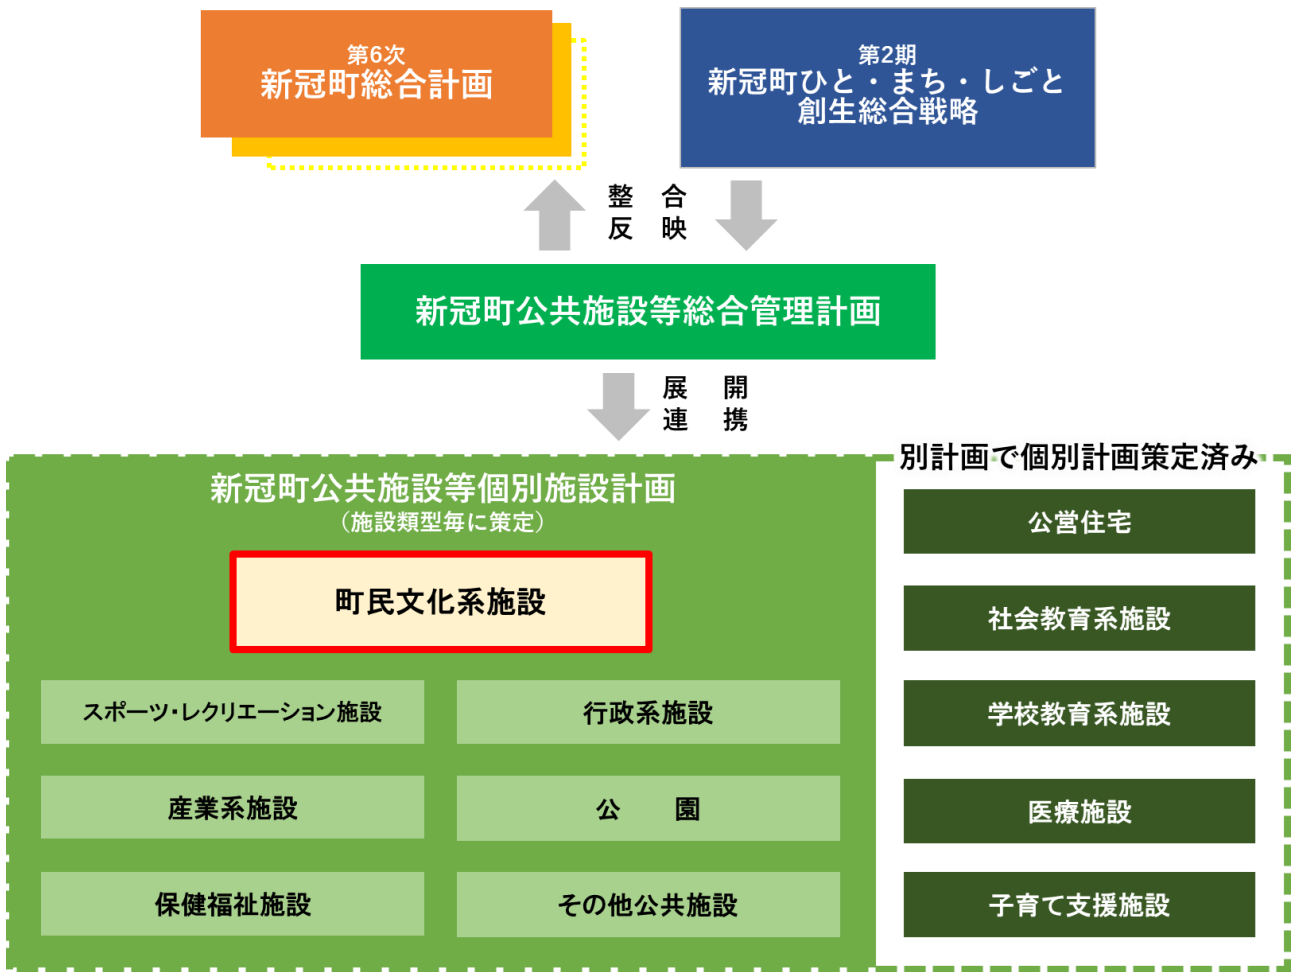 第6次
新冠町総合計画
第2期
新冠町ひと・まち・しごと
創生総合戦略
整　合
反　映
新冠町公共施設等総合管理計画
展　開
連　携
新冠町公共施設等個別施設計画
（施設類型毎に策定）
町民文化系施設
スポーツ・レクリエーション施設
行政系施設
産業系施設
公　　園
保健福祉施設
その他公共施設
別計画で個別計画策定済み
公営住宅
社会教育系施設
学校教育系施設
医療施設
子育て支援施設